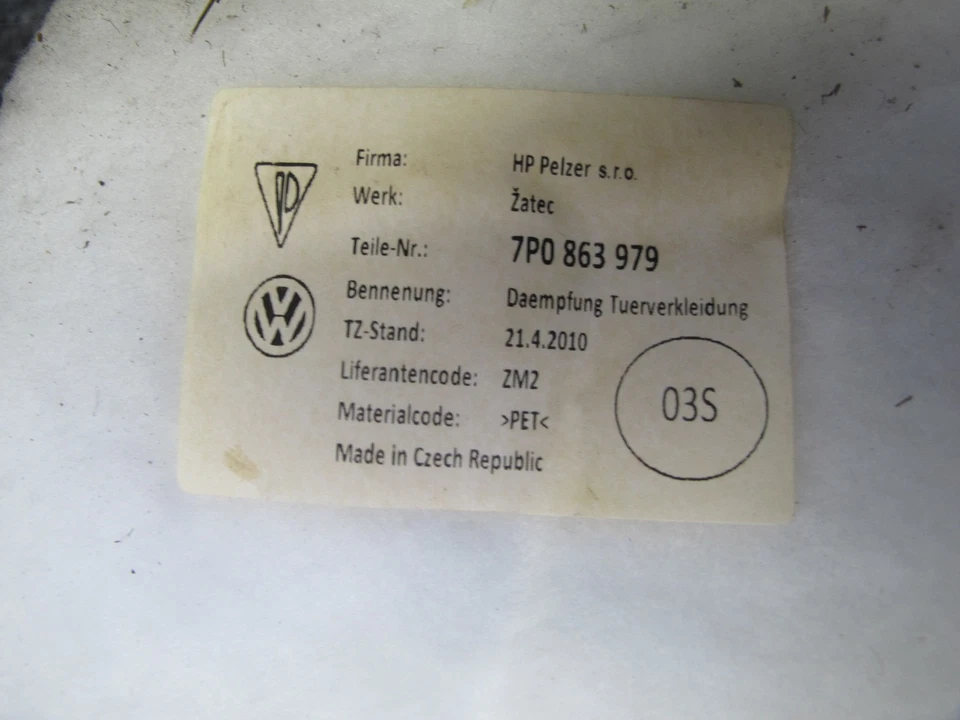 Firma: HP Pelzer s.r.o.
Werk: Žatec
Teile-Nr.: 7P0 863 979
Bennenung: Daempfung Tuerverkleidung
TZ-Stand: 21.4.2010
Liferantencode: ZM2
Materialcode: >PET<
Made in Czech Republic
03S